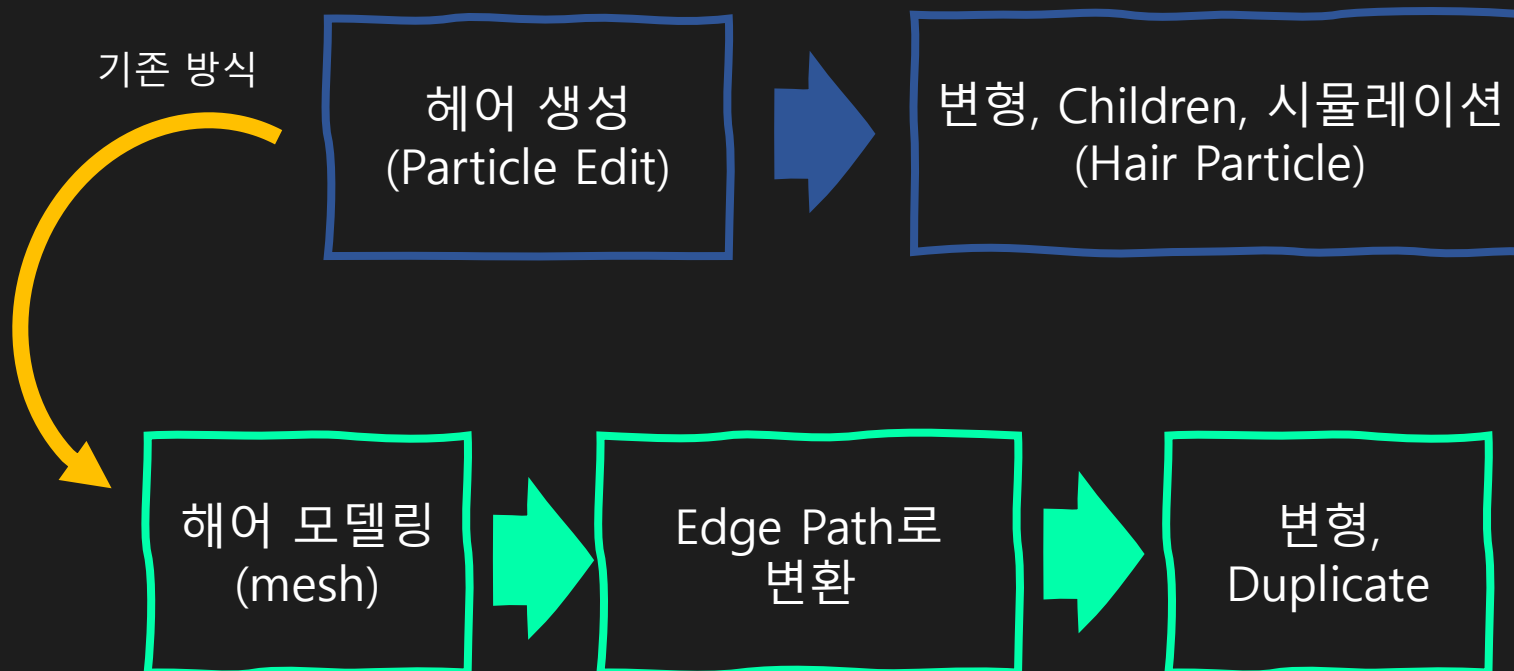 기존 방식
헤어 생성
(Particle Edit)
변형, Children, 시뮬레이션
(Hair Particle)
해어 모델링
(mesh)
Edge Path로
변환
변형,
Duplicate